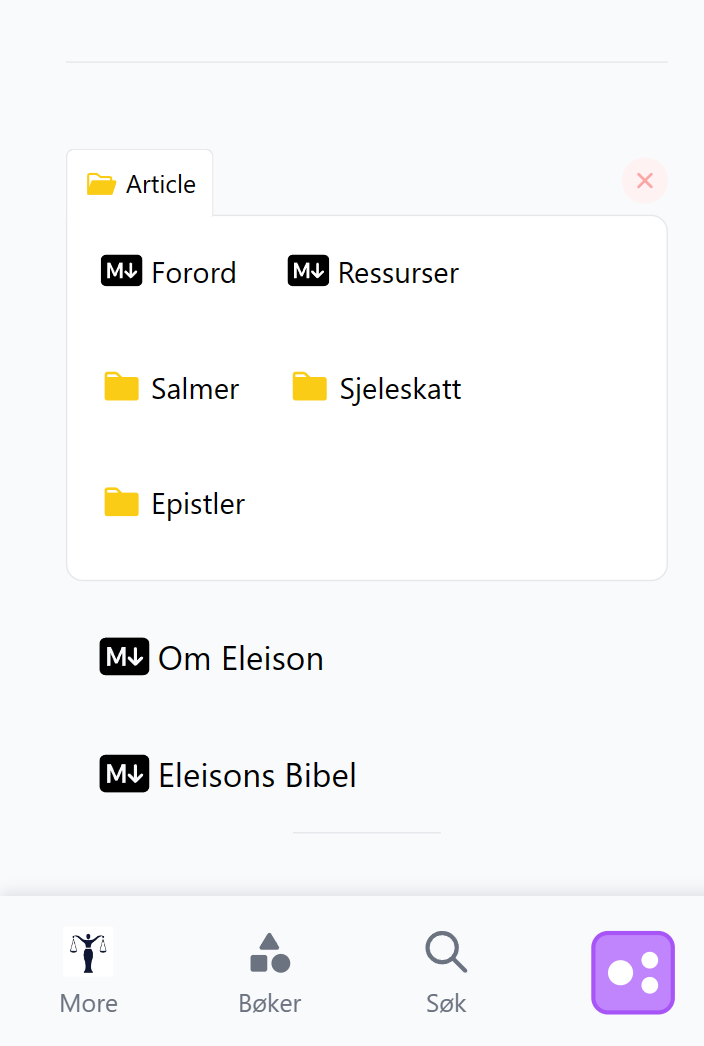 Article
Forord Ressurser
Salmer Sjeleskatt
Epistler
Om Eleison
Eleisons Bibel
More Bøker Søk